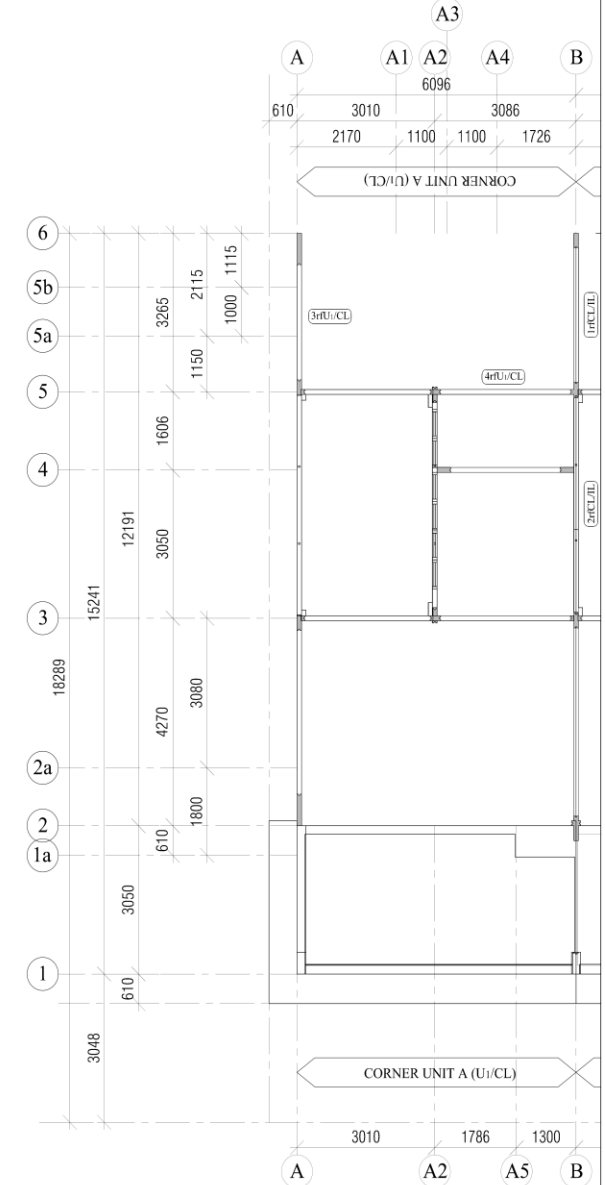 A3
A A1 A2 A4 B
6096
610 3010 3086
2170 1100 1100 1726
CORNER UNIT A (U1/CL)
6
1115
2115
3265
5b
1000
3rfU1/CL
1rfCL/IL
5a
1150
4rfU1/CL
5
1606
4
12191
3050
2rfCL/IL
15241
3
18289
3080
4270
2a
1800
2
610
1a
3050
1
610
3048
CORNER UNIT A (U1/CL)
3010 1786 1300
A A2 A5 B